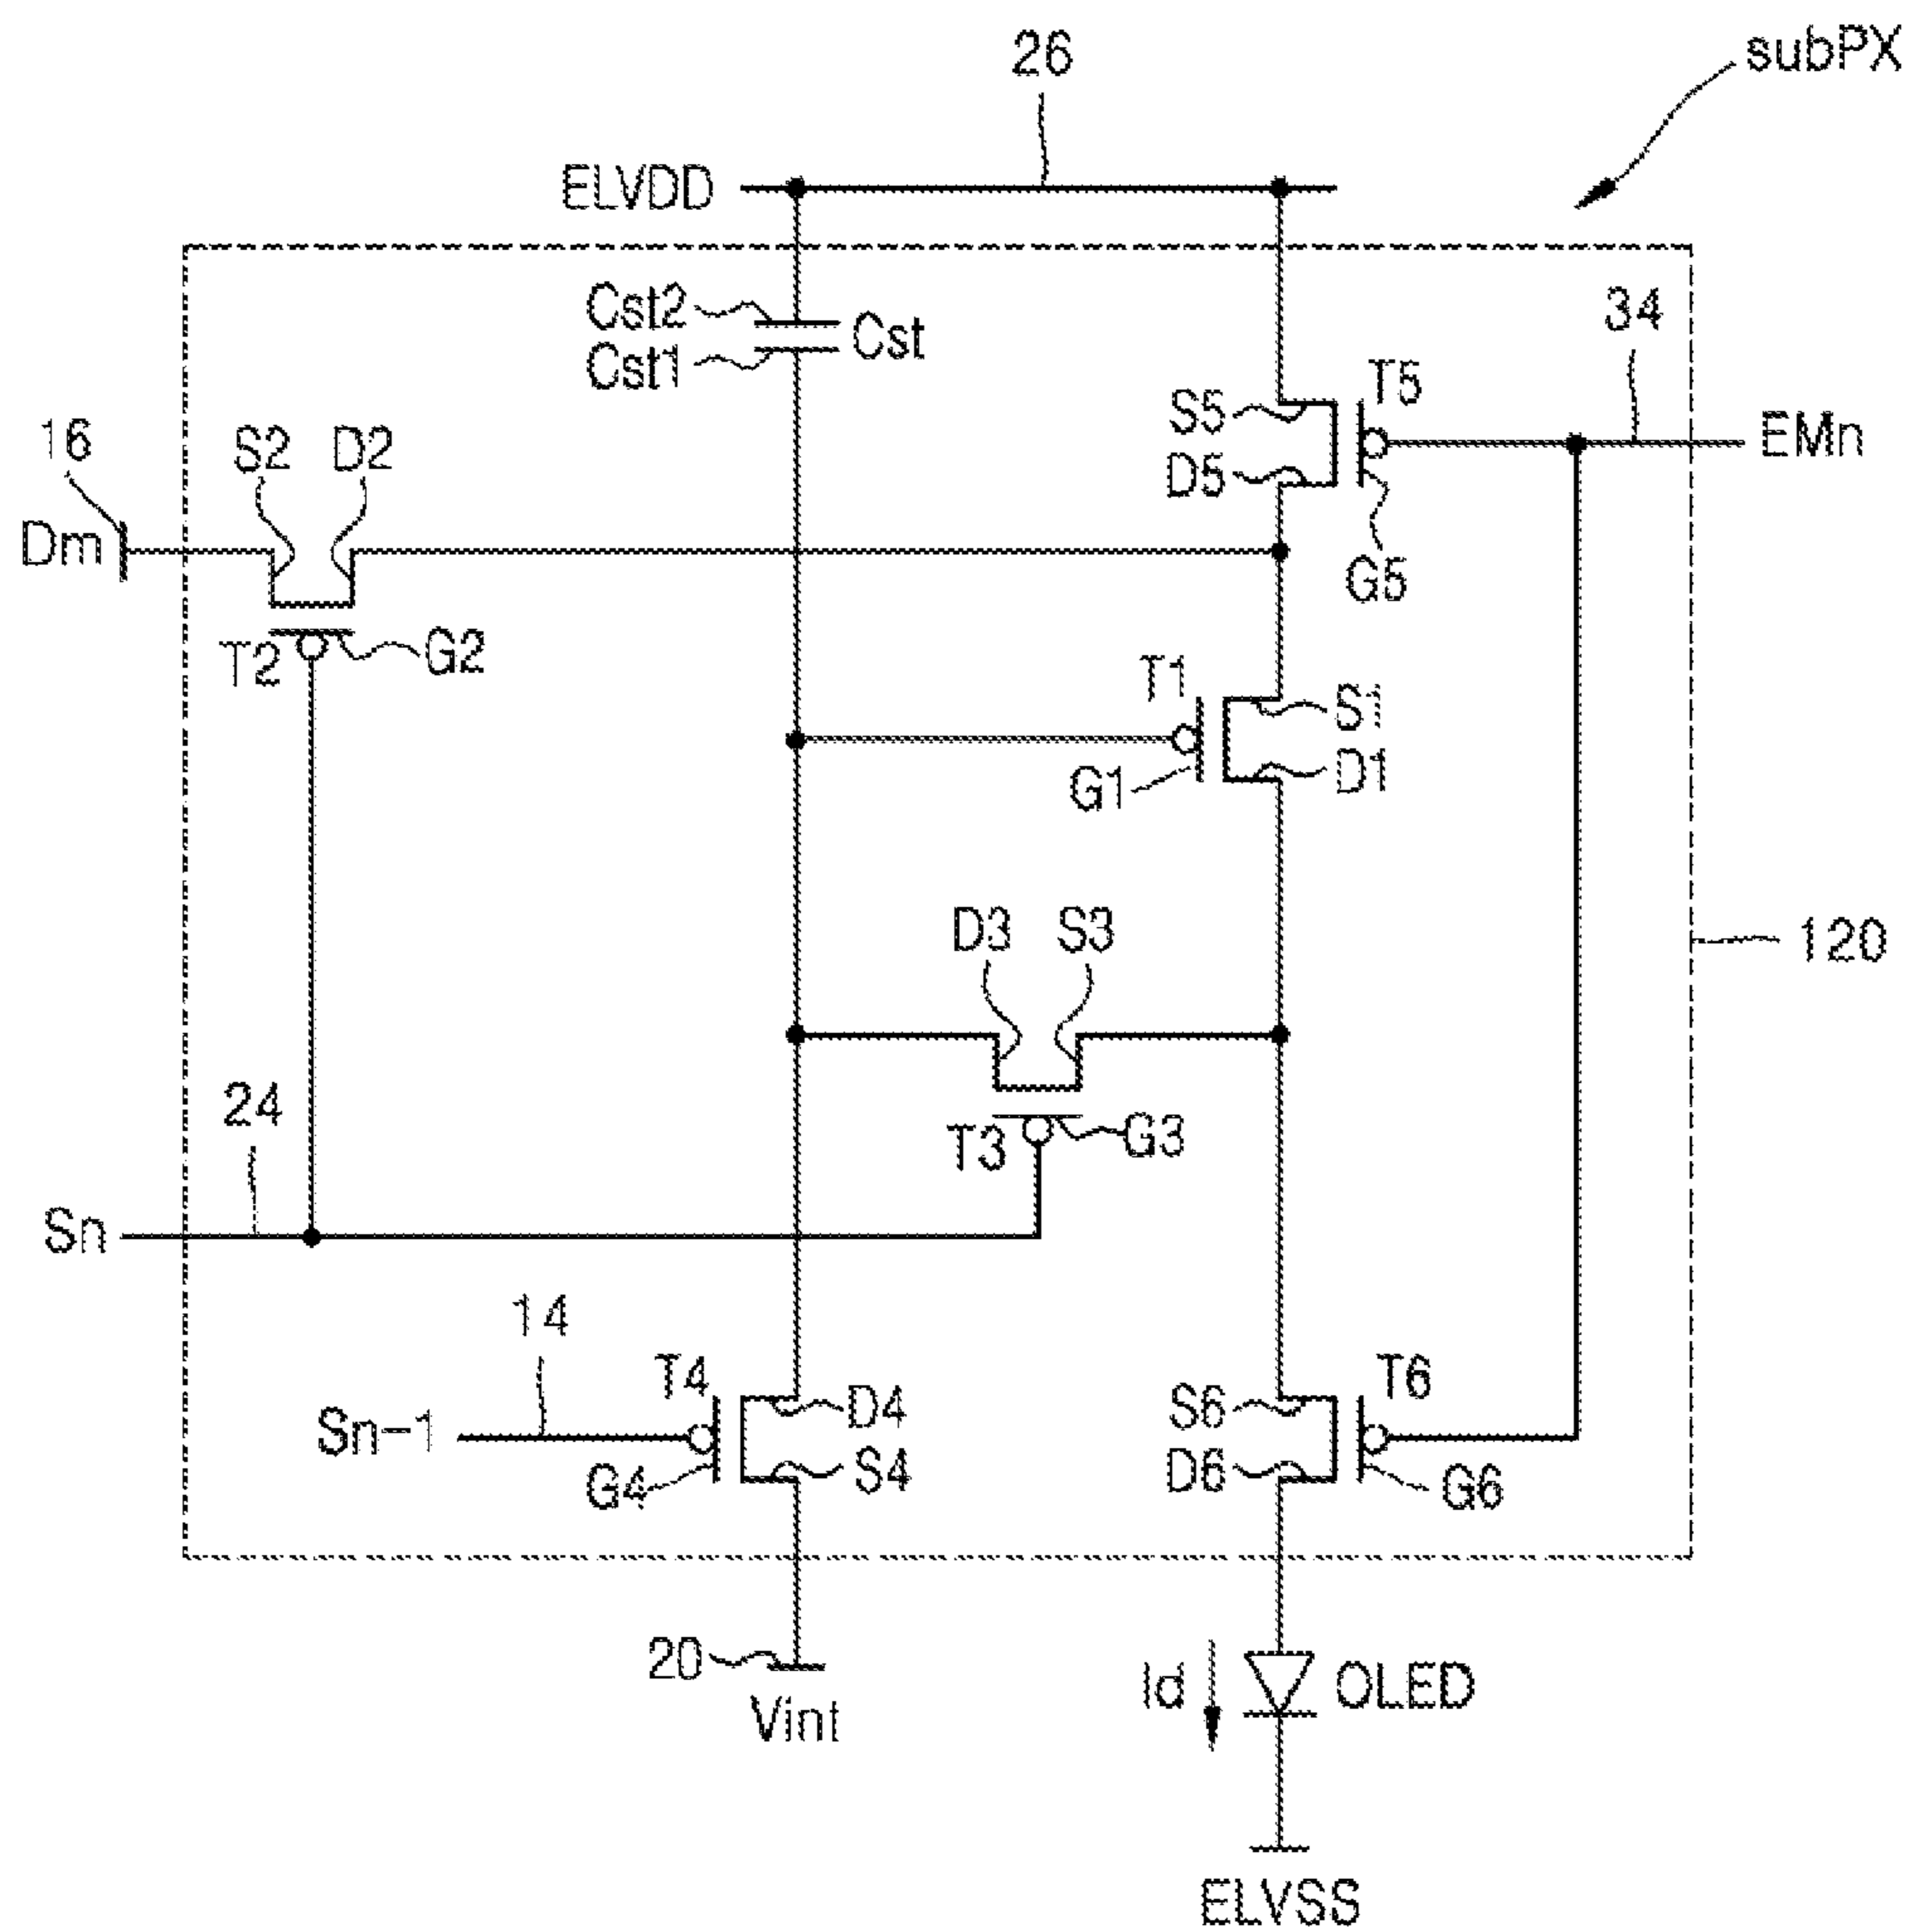 26
subPX
ELVDD
Cst2
Cst
Cst1
34
T5
S5
D5
EMn
G5
16
S2 D2
Dm
T2
G2
T1
S1
G1
D1
D3 S3
120
24
T3
G3
Sn
14
T4
D4
Sn-1
G4
S4
T6
S6
D6
G6
20
Vint
Id
OLED
ELVSS